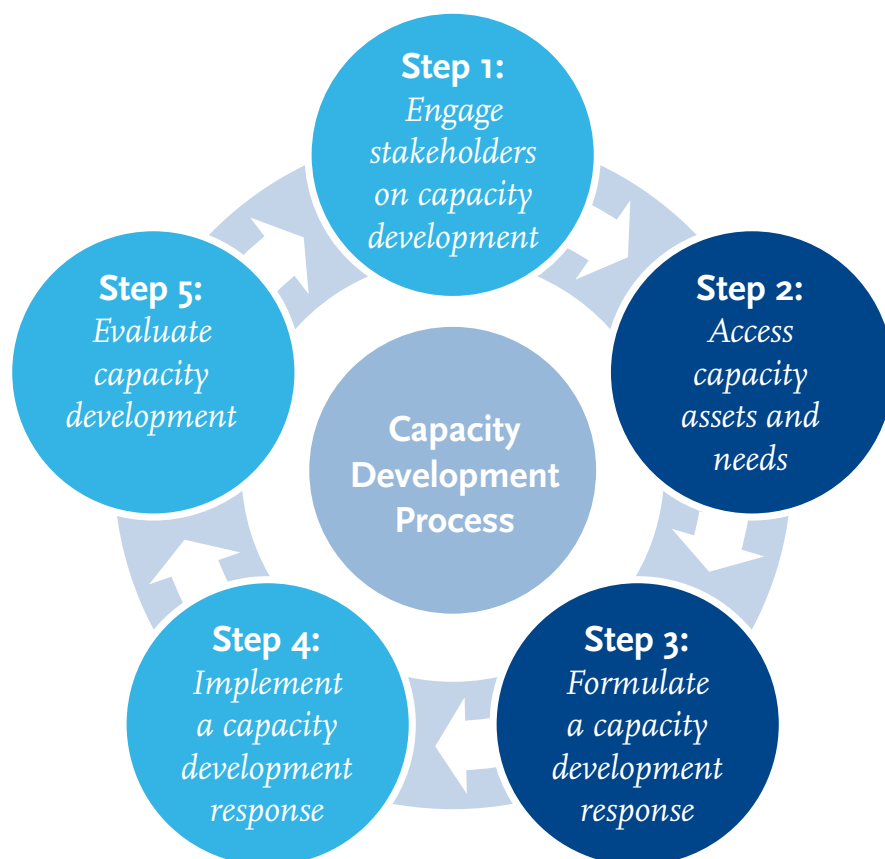 Step 1:
Engage
stakeholders
on capacity
development
Step 2:
Access
capacity
assets and
needs
Step 3:
Formulate
a capacity
development
response
Step 4:
Implement
a capacity
development
response
Step 5:
Evaluate
capacity
development
Capacity
Development
Process